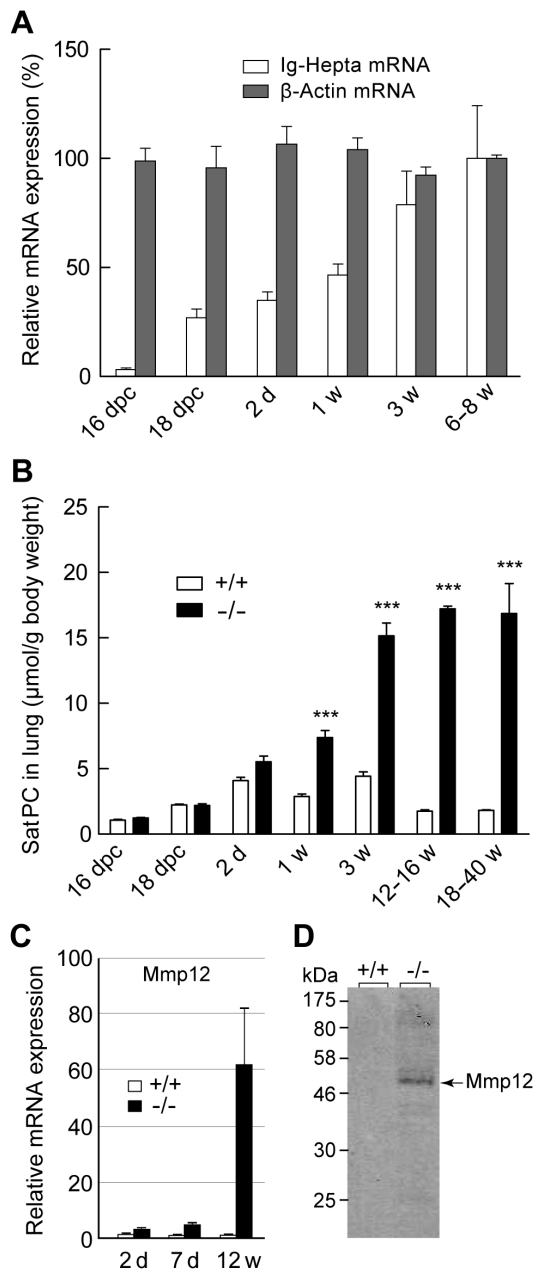 A
Relative mRNA expression (%)
150
100
50
0
Ig-Hepta mRNA
β-Actin mRNA
16 dpc
18 dpc
2 d
1 w
3 w
6–8 w
B
Sat PC in lung (μmol/g body weight)
25
20
15
10
5
0
+/+
–/–
***
***
***
***
16 dpc
18 dpc
2 d
1 w
3 w
12–16 w
18–40 w
C
Relative mRNA expression
100
80
60
40
20
0
Mmp12
+/+
–/–
2 d
7 d
12 w
D
kDa
+/+
-/-
175
80
58
46
30
25
Mmp12